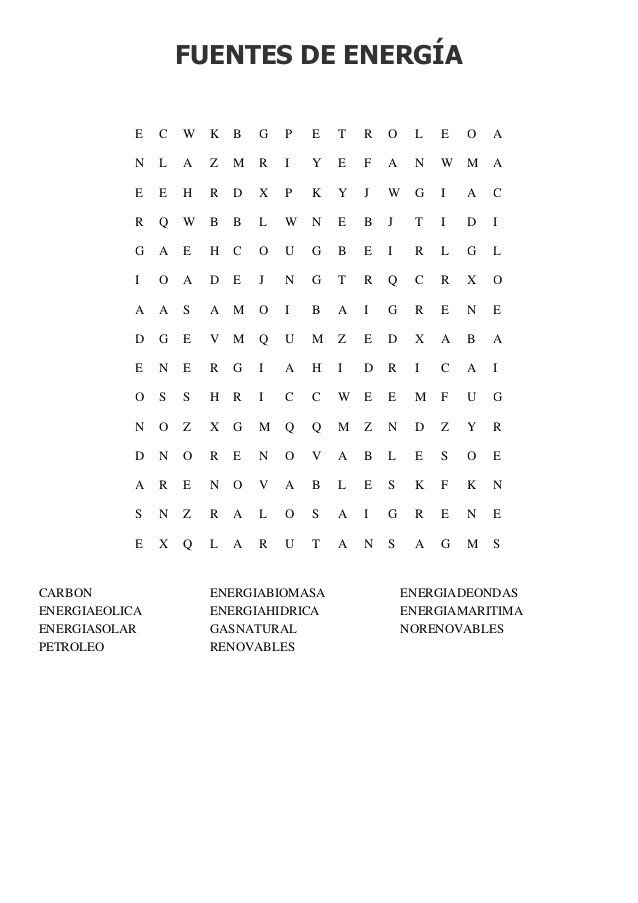 FUENTES DE ENERGÍA
E C W K B G P E T R O L E O A
N L A Z M R I Y E F A N W M A
E E H R D X P K Y J W G I A C
R Q W B B L W N E B J T I D I
G A E H C O U G B E I R L G L
I O A D E J N G T R Q C R X O
A A S A M O I B A I G R E N E
D G E V M Q U M Z E D X A B A
E N E R G I A H I D R I C A I
O S S H R I C C W E E M F U G
N O Z X G M Q Q M Z N D Z Y R
D N O R E N O V A B L E S O E
A R E N O V A B L E S K F K N
S N Z R A L O S A I G R E N E
E X Q L A R U T A N S A G M S
CARBON ENERGIABIOMASA ENERGIADEONDAS
ENERGIAEOLICA ENERGIAHIDRICA ENERGIAMARITIMA
ENERGIASOLAR GASNATURAL NORENOVABLES
PETROLEO RENOVABLES